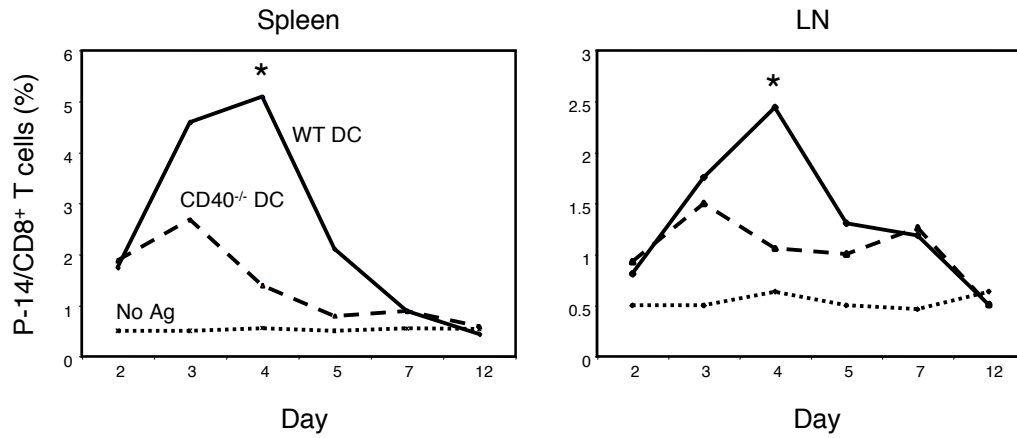 Spleen
LN
P-14/CD8⁺ T cells (%)
6
5
4
3
2
1
0
*
WT DC
CD40⁻/⁻ DC
No Ag
2 3 4 5 7 12
Day
3
2.5
2
1.5
1
0.5
0
*
2 3 4 5 7 12
Day